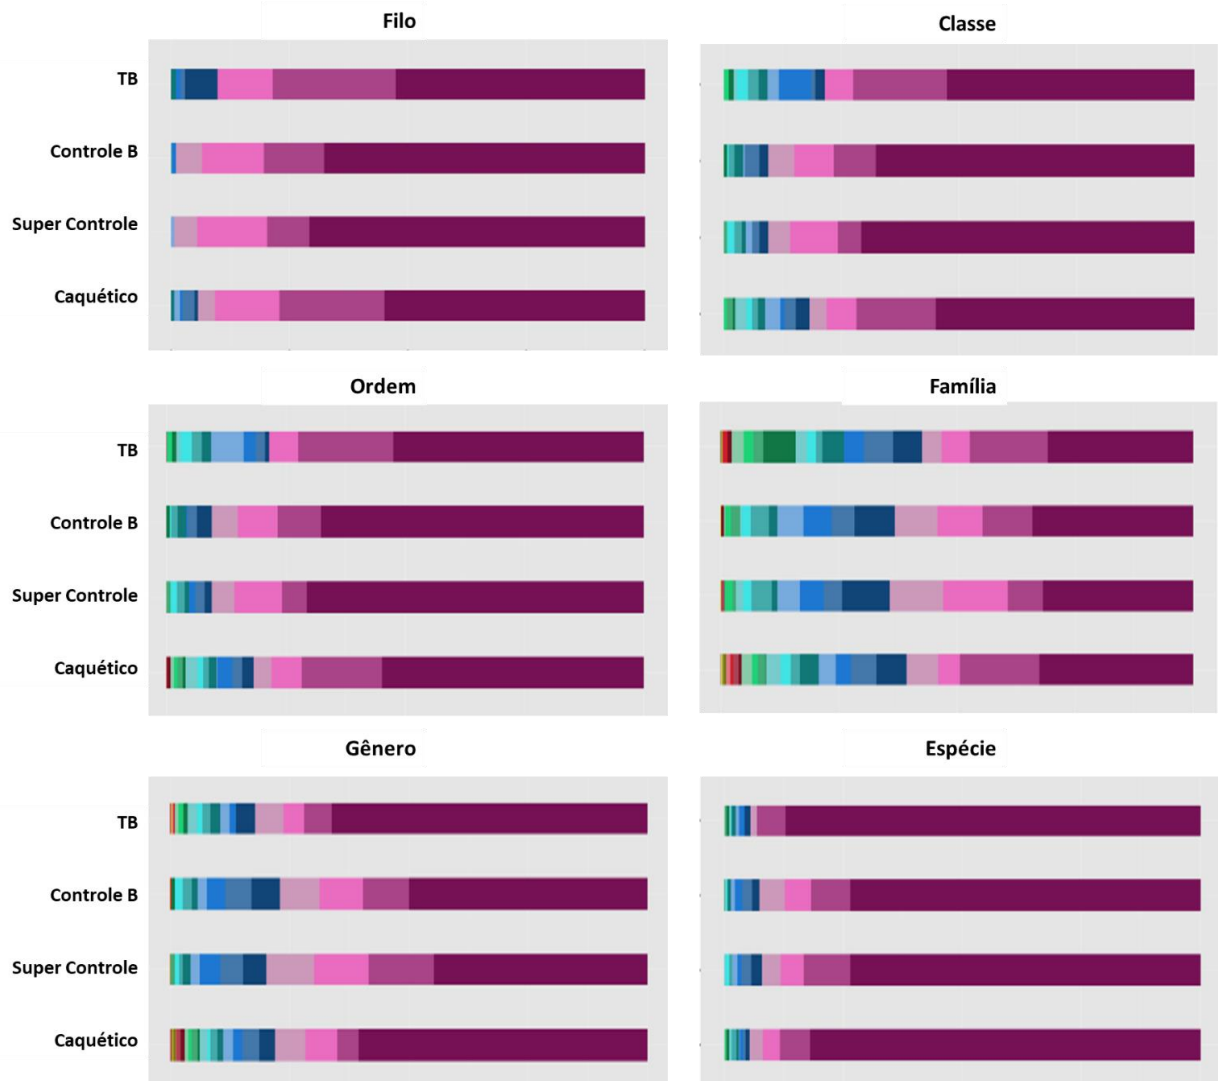 Filo
Classe
TB
Controle B
Super Controle
Caquético
Ordem
Família
TB
Controle B
Super Controle
Caquético
Gênero
Espécie
TB
Controle B
Super Controle
Caquético